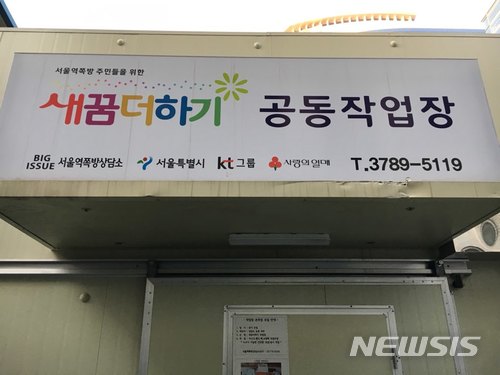 서울역쪽방 주민들을 위한
새꿈더하기 공동작업장
BIG ISSUE 서울역쪽방상담소 서울특별시 kt그룹 사랑의열매 T.3789-5119
NEWSIS